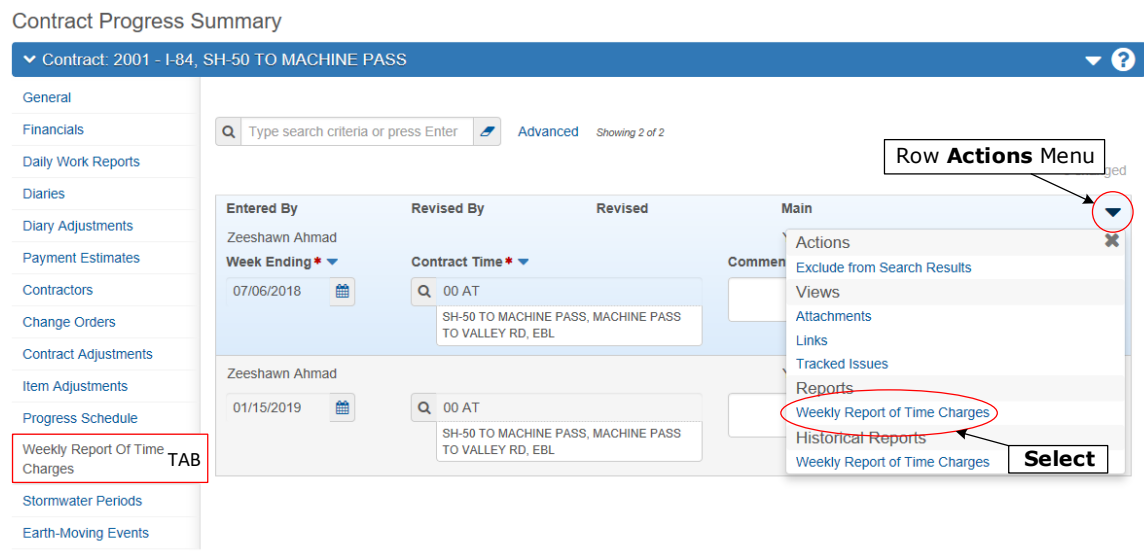 Contract Progress Summary
Contract: 2001 - I-84, SH-50 TO MACHINE PASS
?
General
Financials
Daily Work Reports
Diaries
Diary Adjustments
Payment Estimates
Contractors
Change Orders
Contract Adjustments
Item Adjustments
Progress Schedule
Weekly Report Of Time
Charges
TAB
Stormwater Periods
Earth-Moving Events
Type search criteria or press Enter
Advanced
Showing 2 of 2
Row Actions Menu
Entered By Revised By Revised Main
Zeeshawn Ahmad
Week Ending* Contract Time* Commen
07/06/2018 00 AT
SH-50 TO MACHINE PASS, MACHINE PASS
TO VALLEY RD, EBL
Zeeshawn Ahmad
01/15/2019 00 AT
SH-50 TO MACHINE PASS, MACHINE PASS
TO VALLEY RD, EBL
Actions
Exclude from Search Results
Views
Attachments
Links
Tracked Issues
Reports
Weekly Report of Time Charges
Historical Reports
Weekly Report of Time Charges
Select